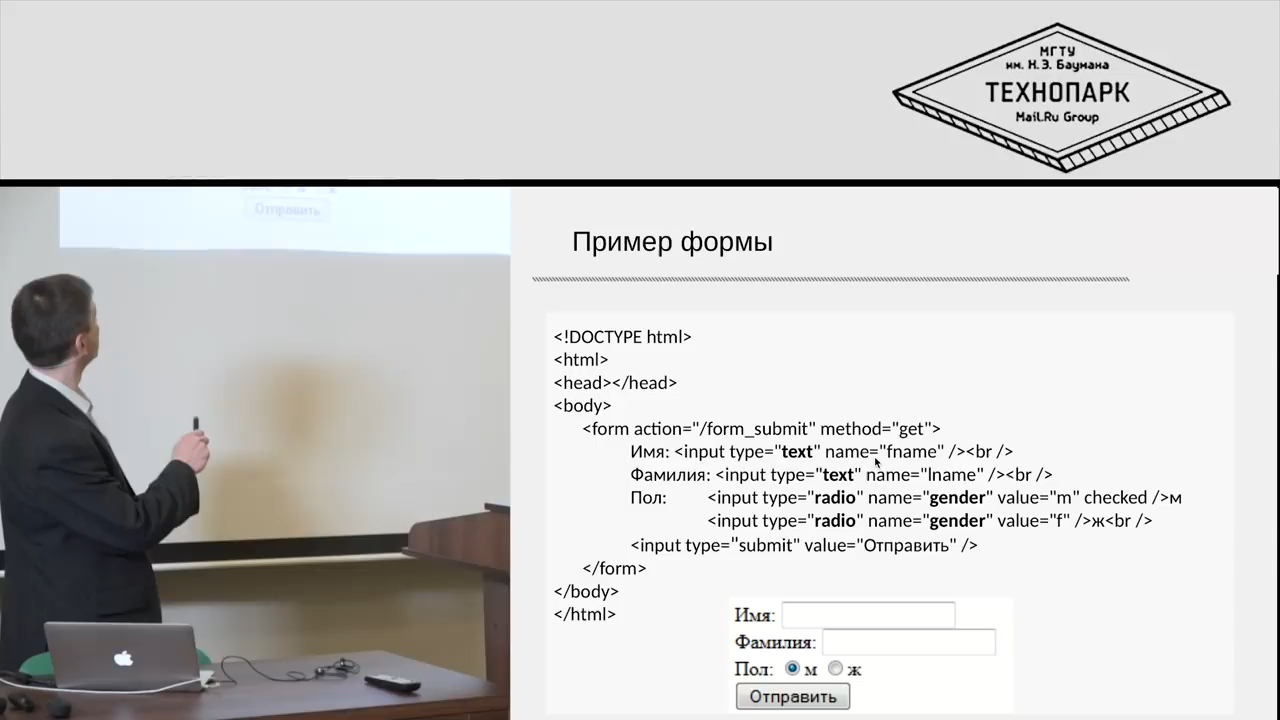 МГТУ
им. Н.Э. Баумана
ТЕХНОПАРК
Mail.Ru Group
Отправить
Пример формы
<!DOCTYPE html>
<html>
<head></head>
<body>
<form action="/form_submit" method="get">
Имя: <input type="text" name="fname" /><br />
Фамилия: <input type="text" name="lname" /><br />
Пол: <input type="radio" name="gender" value="m" checked />м
<input type="radio" name="gender" value="f" />ж<br />
<input type="submit" value="Отправить" />
</form>
</body>
</html>
Имя:
Фамилия:
Пол: м ж
Отправить